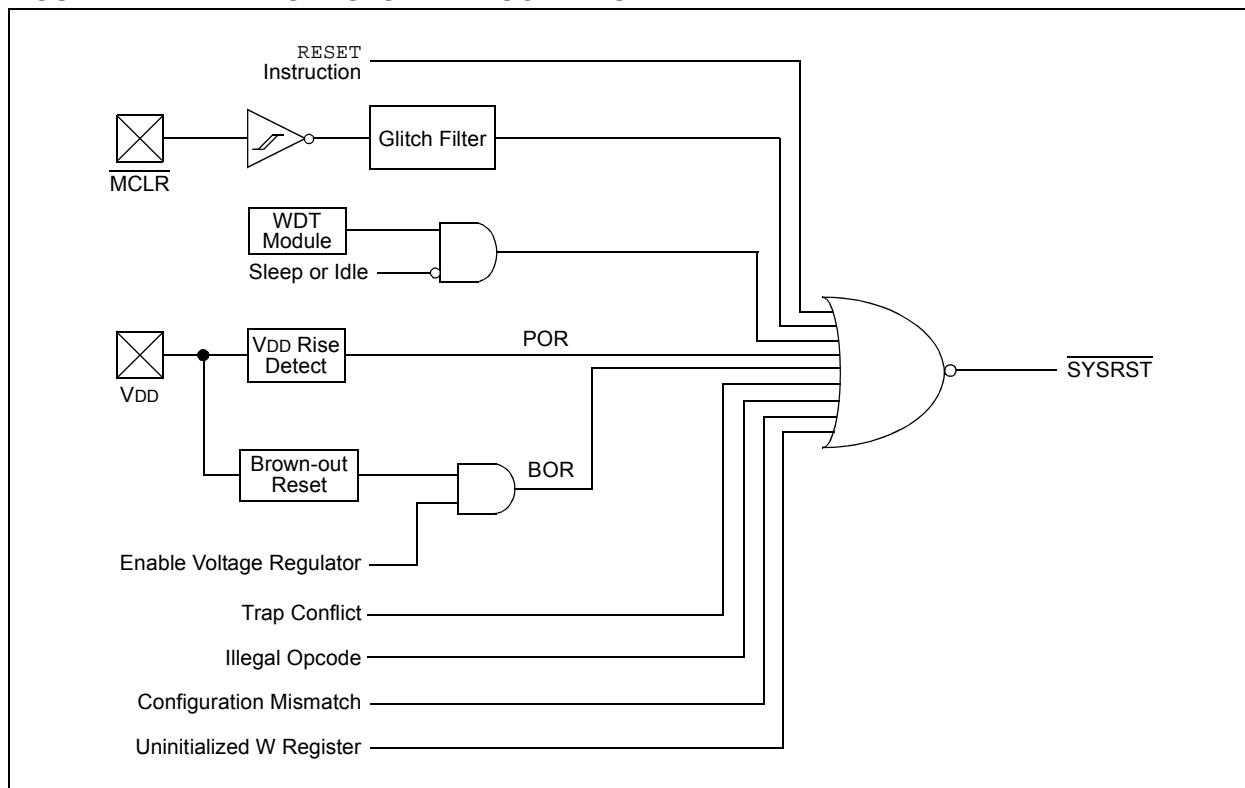 RESET
Instruction
Glitch Filter
MCLR
WDT
Module
Sleep or Idle
VDD Rise
Detect
POR
VDD
SYSRST
Brown-out
Reset
BOR
Enable Voltage Regulator
Trap Conflict
Illegal Opcode
Configuration Mismatch
Uninitialized W Register